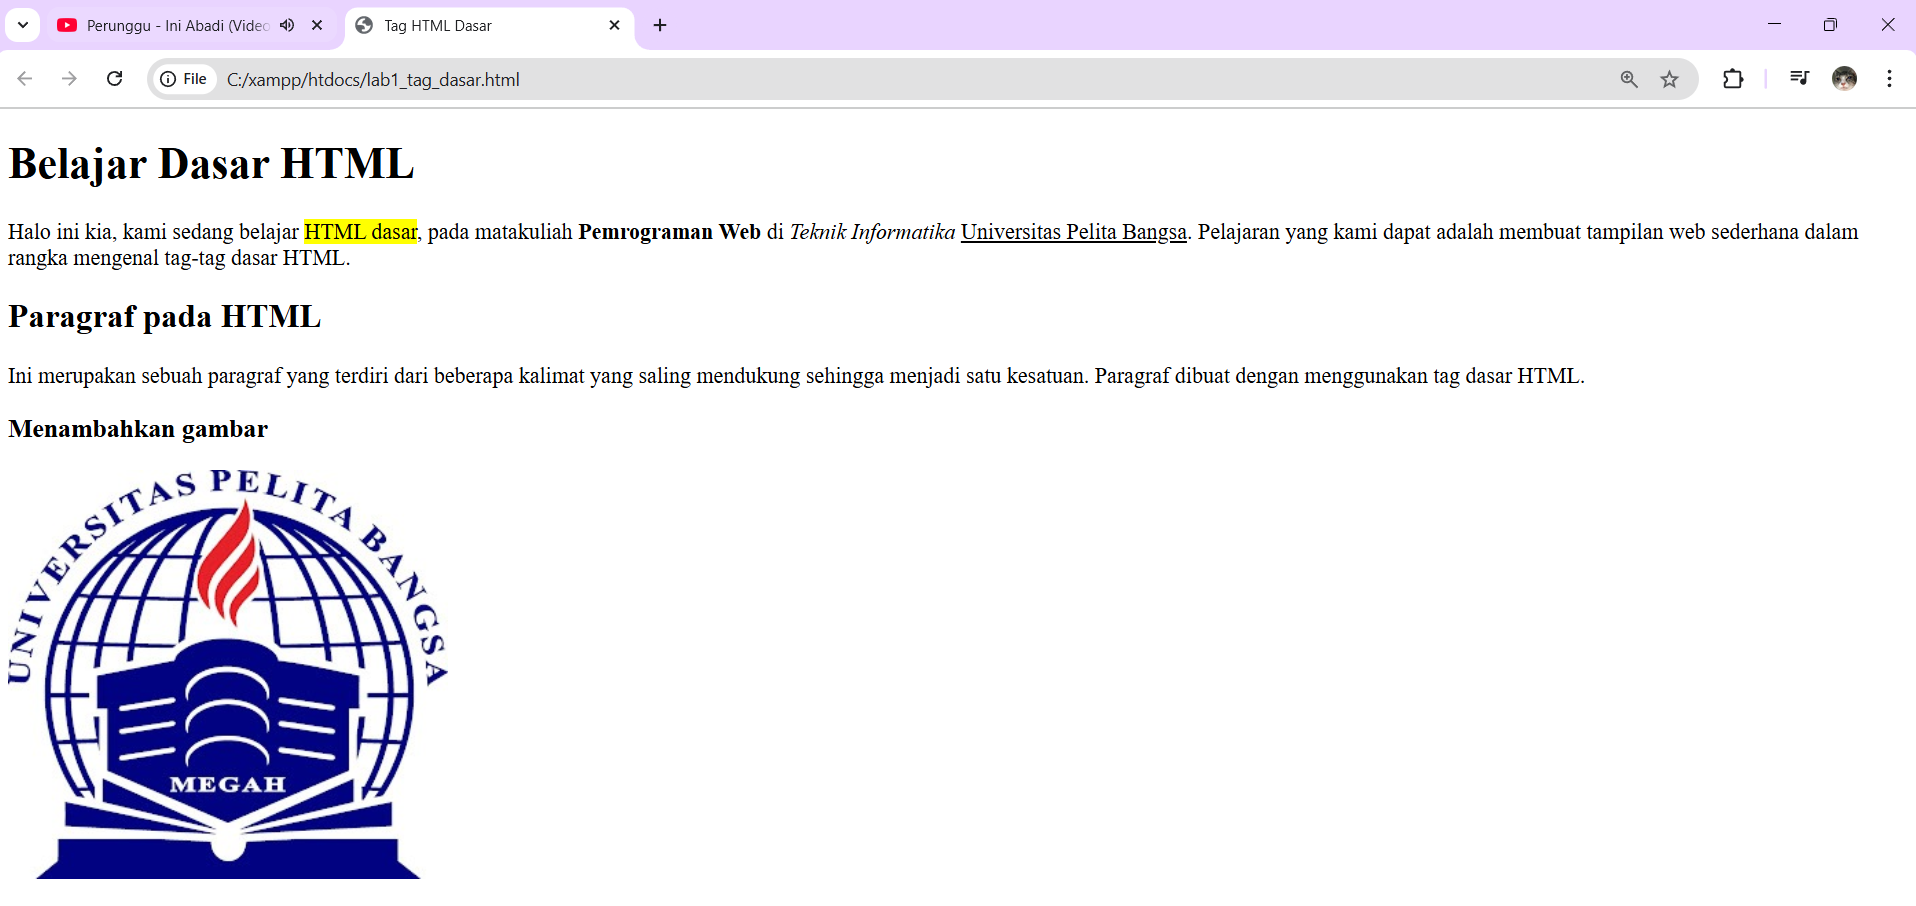 Perunggu - Ini Abadi (Video
Tag HTML Dasar
File
C:/xampp/htdocs/lab1_tag_dasar.html
Belajar Dasar HTML
Halo ini kia, kami sedang belajar HTML dasar, pada matakuliah Pemrograman Web di Teknik Informatika Universitas Pelita Bangsa. Pelajaran yang kami dapat adalah membuat tampilan web sederhana dalam
rangka mengenal tag-tag dasar HTML.
Paragraf pada HTML
Ini merupakan sebuah paragraf yang terdiri dari beberapa kalimat yang saling mendukung sehingga menjadi satu kesatuan. Paragraf dibuat dengan menggunakan tag dasar HTML.
Menambahkan gambar
UNIVERSITAS PELITA BANGSA
MEGAH